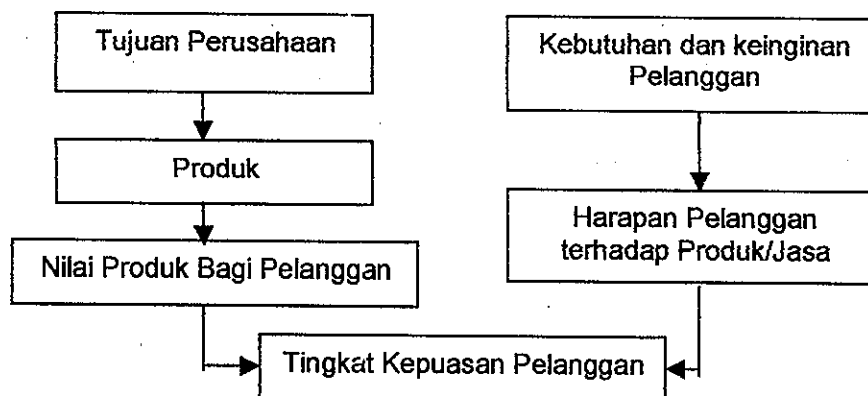 Tujuan Perusahaan
Produk
Nilai Produk Bagi Pelanggan
Kebutuhan dan keinginan
Pelanggan
Harapan Pelanggan
terhadap Produk/Jasa
Tingkat Kepuasan Pelanggan